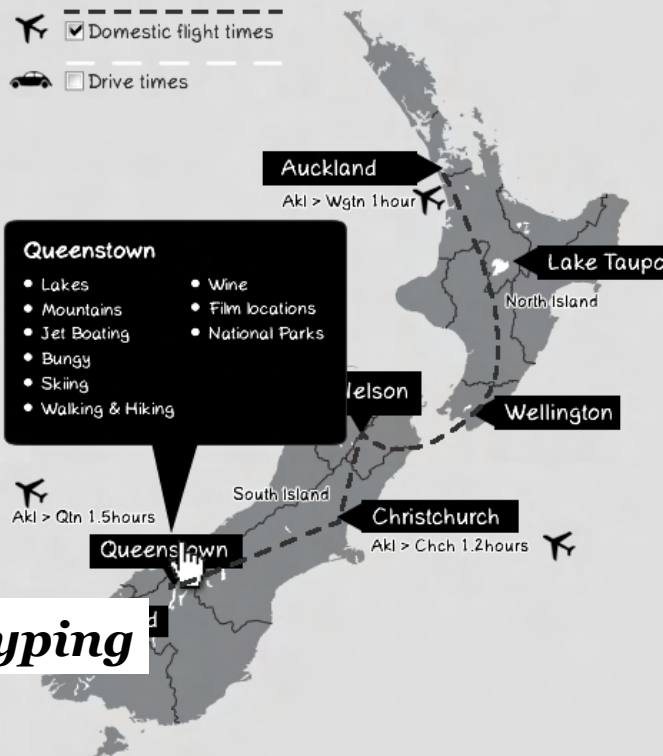 Domestic flight times
Drive times
Auckland
Akl > Wgtn 1hour
Lake Taupo
North Island
Queenstown
Lakes
Mountains
Jet Boating
Bungy
Skiing
Walking & Hiking
Wine
Film locations
National Parks
Nelson
Wellington
South Island
Akl > Qtn 1.5hours
Christchurch
Akl > Chch 1.2hours
Queenstown